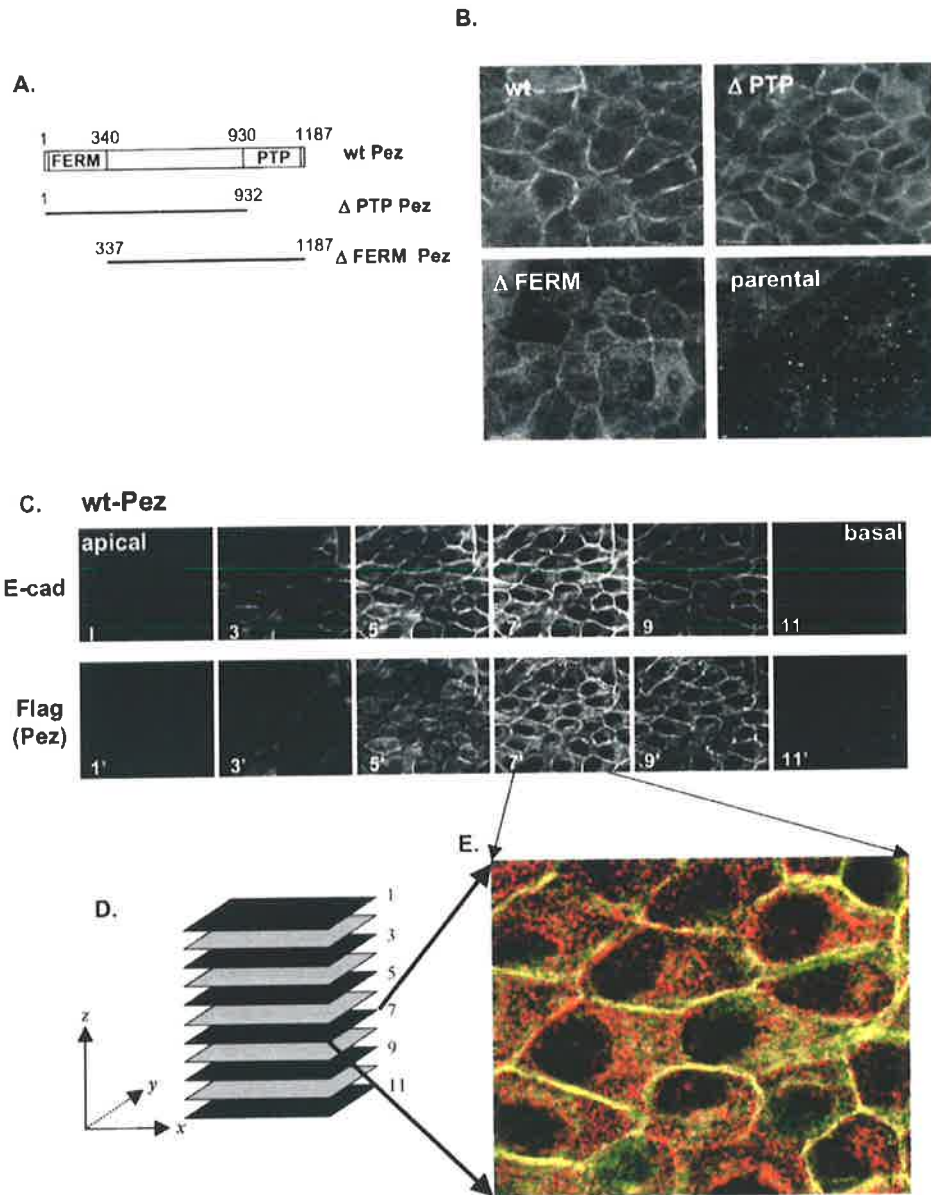 B.
A.
1 340 930 1187
FERM PTP wt Pez
1 932
Δ PTP Pez
337 1187
Δ FERM Pez
wt Δ PTP
Δ FERM parental
C. wt-Pez
apical basal
E-cad
1 3 5 7 9 11
Flag
(Pez)
1' 3' 5' 7' 9' 11'
E.
D.
1
3
5
7
9
11
z
y
x